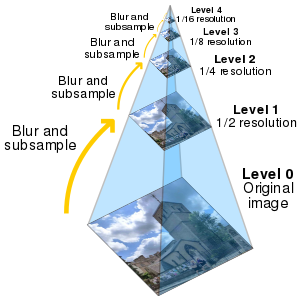 Level 4
1/16 resolution
Blur and
subsample
Level 3
1/8 resolution
Blur and
subsample
Level 2
1/4 resolution
Blur and
subsample
Level 1
1/2 resolution
Blur and
subsample
Level 0
Original
image